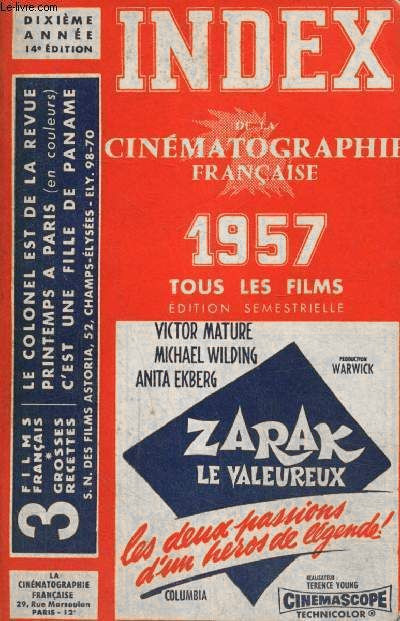 Le-livre.com
DIXIÈME
ANNÉE
14e ÉDITION
INDEX
DE LA
CINÉMATOGRAPHIE
FRANÇAISE
1957
TOUS LES FILMS
ÉDITION SEMESTRIELLE
3 FILMS
FRANÇAIS
*
GROSSES
RECETTES
LE COLONEL EST DE LA REVUE
PRINTEMPS A PARIS (en couleurs)
C'EST UNE FILLE DE PANAME
S. N. DES FILMS ASTORIA, 52, CHAMPS-ÉLYSÉES - ELY. 98-70
VICTOR MATURE
MICHAEL WILDING
ANITA EKBERG
PRODUCTION
WARWICK
ZARAK
LE VALEUREUX
les deux passions
d'un héros de légende!
COLUMBIA
RÉALISATEUR
TERENCE YOUNG
CINEMASCOPE
TECHNICOLOR ®
LA
CINÉMATOGRAPHIE
FRANÇAISE
29, Rue Marsoulan
PARIS - 12e